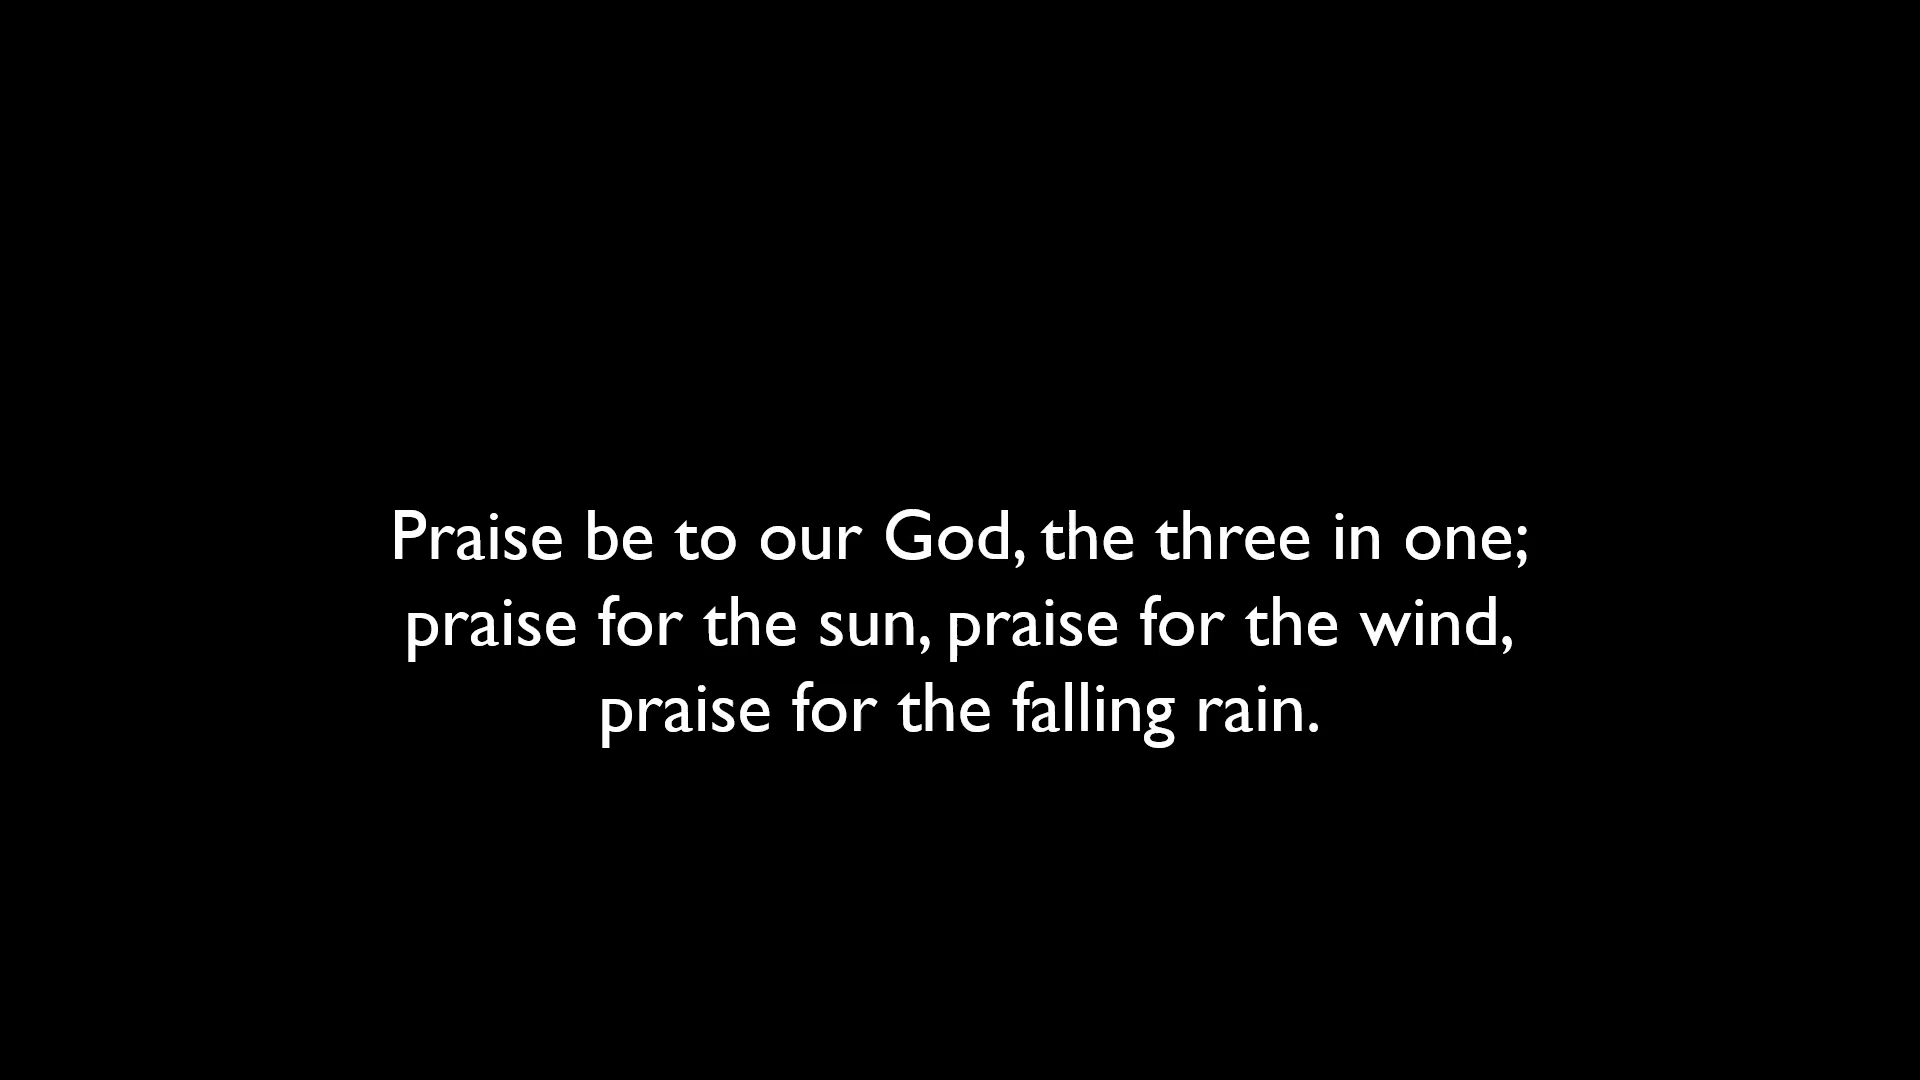 Praise be to our God, the three in one;
praise for the sun, praise for the wind,
praise for the falling rain.